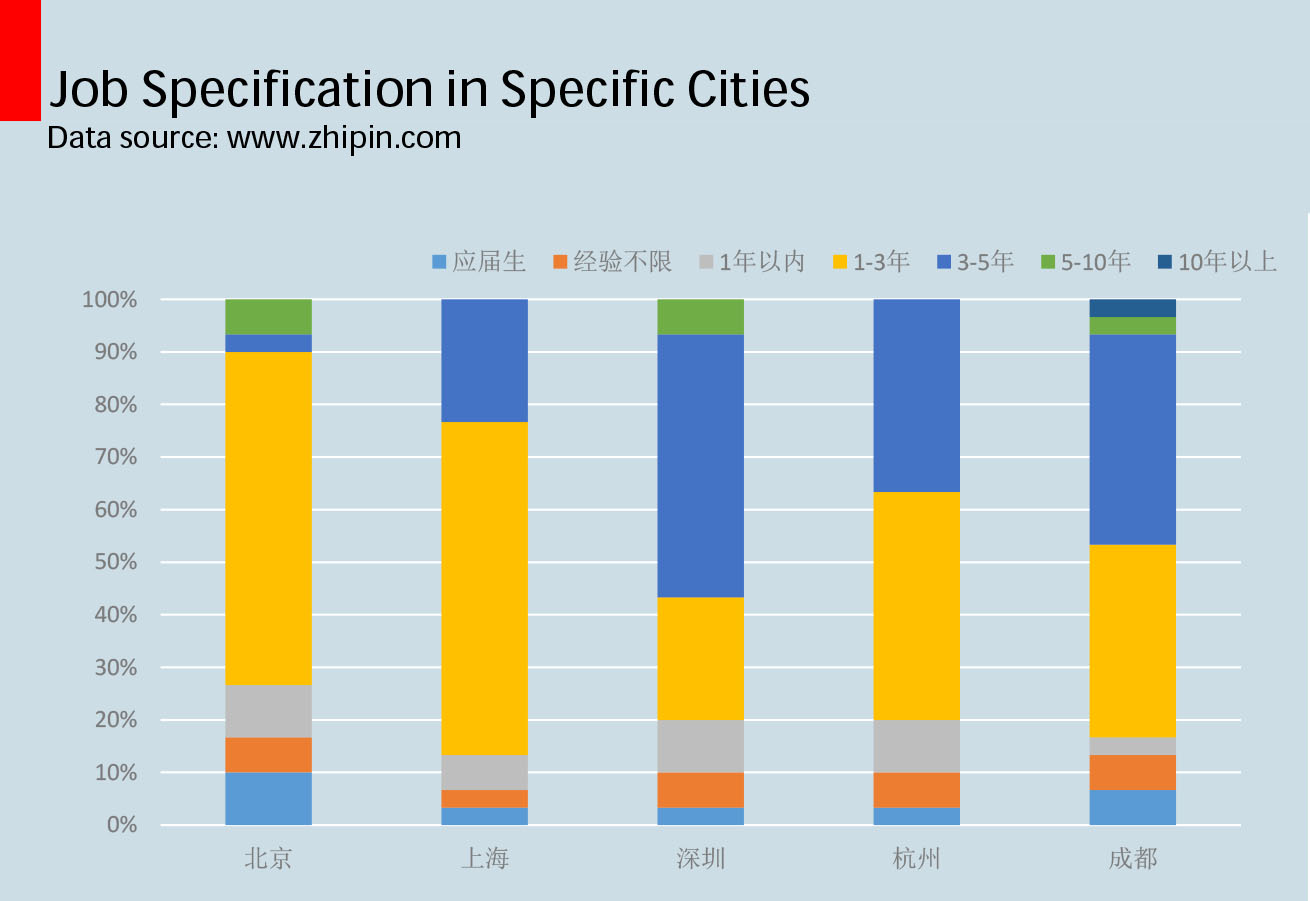 Job Specification in Specific Cities
Data source: www.zhipin.com
应届生 经验不限 1年以内 1-3年 3-5年 5-10年 10年以上
100%
90%
80%
70%
60%
50%
40%
30%
20%
10%
0%
北京 上海 深圳 杭州 成都